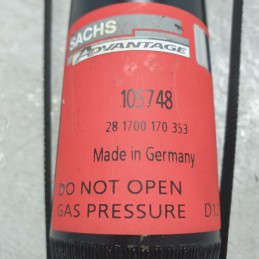 SACHS
ADVANTAGE
105748
28 1700 170 353
Made in Germany
DO NOT OPEN
GAS PRESSURE